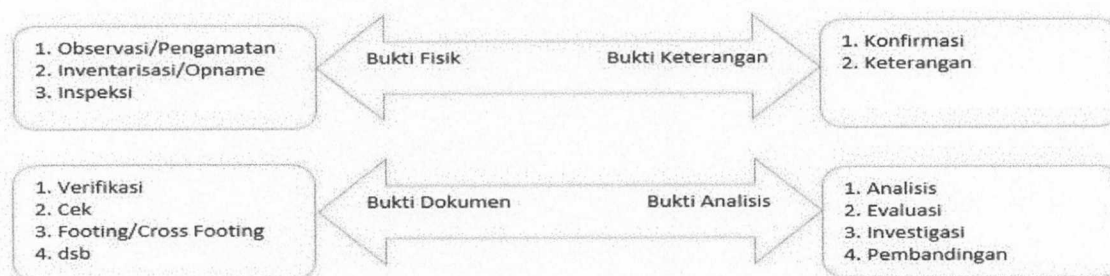 1. Observasi/Pengamatan
2. Inventarisasi/Opname
3. Inspeksi
Bukti Fisik
Bukti Keterangan
1. Konfirmasi
2. Keterangan
1. Verifikasi
2. Cek
3. Footing/Cross Footing
4. dsb
Bukti Dokumen
Bukti Analisis
1. Analisis
2. Evaluasi
3. Investigasi
4. Pembandingan